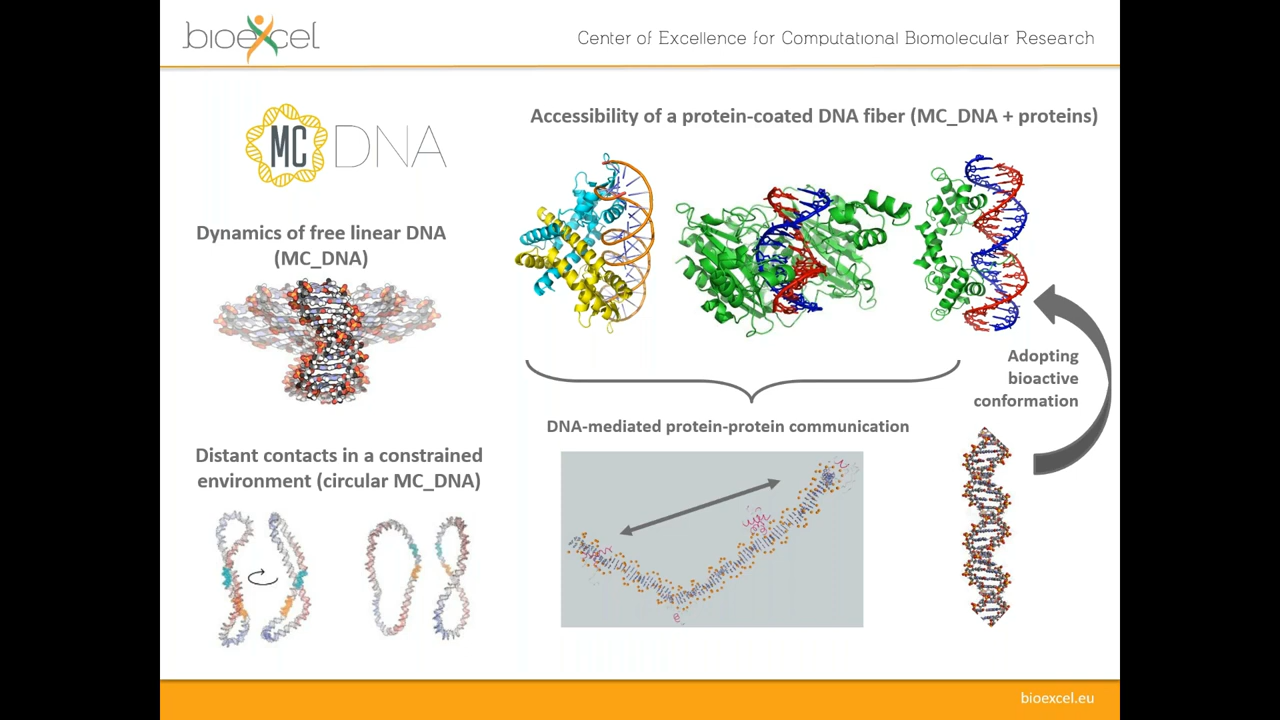 bioexcel
Center of Excellence for Computational Biomolecular Research
MC DNA
Dynamics of free linear DNA
(MC_DNA)
Distant contacts in a constrained
environment (circular MC_DNA)
Accessibility of a protein-coated DNA fiber (MC_DNA + proteins)
Adopting
bioactive
conformation
DNA-mediated protein-protein communication
bioexcel.eu